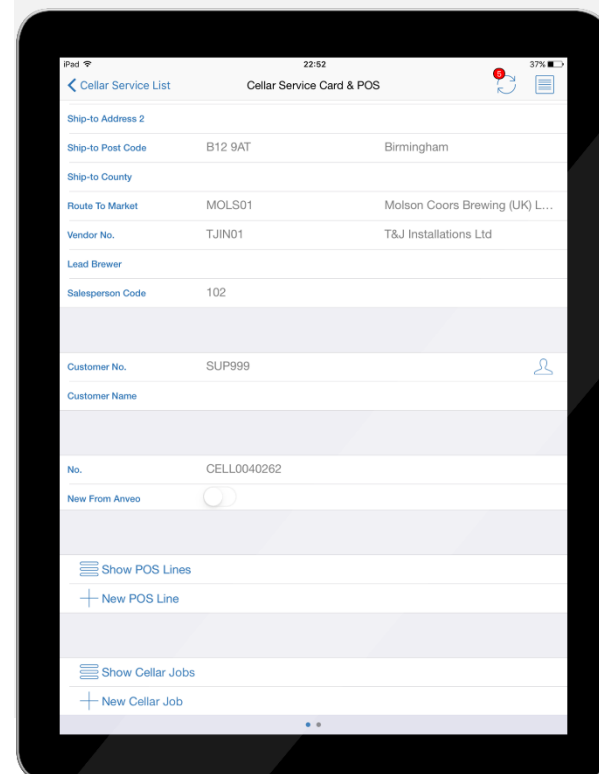 iPad 22:52 37%
Cellar Service List Cellar Service Card & POS 5
Ship-to Address 2
Ship-to Post Code B12 9AT Birmingham
Ship-to County
Route To Market MOLS01 Molson Coors Brewing (UK) L...
Vendor No. TJIN01 T&J Installations Ltd
Lead Brewer
Salesperson Code 102
Customer No. SUP999
Customer Name
No. CELL0040262
New From Anveo
Show POS Lines
New POS Line
Show Cellar Jobs
New Cellar Job